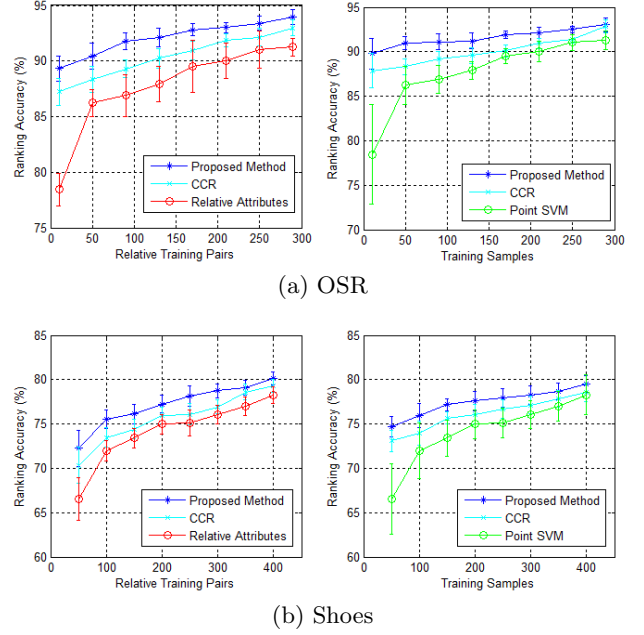 95
90
85
80
75
0 50 100 150 200 250 300
Ranking Accuracy (%)
Relative Training Pairs
Proposed Method
CCR
Relative Attributes
95
90
85
80
75
70
0 50 100 150 200 250 300
Ranking Accuracy (%)
Training Samples
Proposed Method
CCR
Point SVM
(a) OSR
85
80
75
70
65
60
100 200 300 400
Ranking Accuracy (%)
Relative Training Pairs
Proposed Method
CCR
Relative Attributes
85
80
75
70
65
60
0 100 200 300 400
Ranking Accuracy (%)
Training Samples
Proposed Method
CCR
Point SVM
(b) Shoes